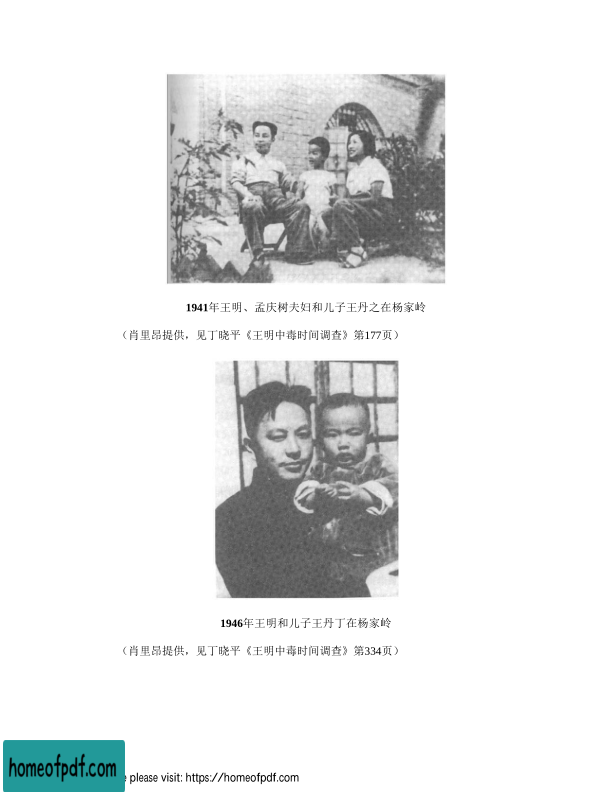 1941年王明、孟庆树夫妇和儿子王丹之在杨家岭
（肖里昂提供，见丁晓平《王明中毒时间调查》第177页）
1946年王明和儿子王丹丁在杨家岭
（肖里昂提供，见丁晓平《王明中毒时间调查》第334页）
homeofpdf.com
please visit: https://homeofpdf.com